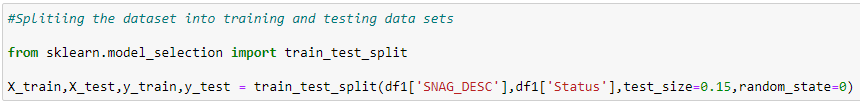 #Splitiing the dataset into training and testing data sets
from sklearn.model_selection import train_test_split
X_train,X_test,y_train,y_test = train_test_split(df1['SNAG_DESC'],df1['Status'],test_size=0.15,random_state=0)